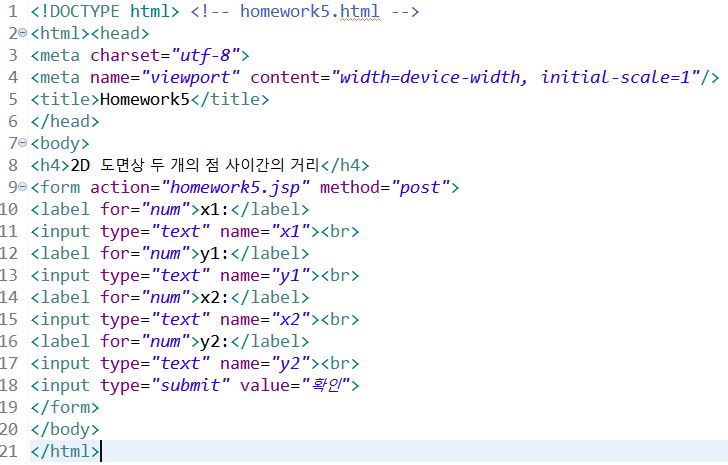 1 <!DOCTYPE html> <!-- homework5.html -->
2 <html><head>
3 <meta charset="utf-8">
4 <meta name="viewport" content="width=device-width, initial-scale=1"/>
5 <title>Homework5</title>
6 </head>
7 <body>
8 <h4>2D 도면상 두 개의 점 사이간의 거리</h4>
9 <form action="homework5.jsp" method="post">
10 <label for="num">x1:</label>
11 <input type="text" name="x1"><br>
12 <label for="num">y1:</label>
13 <input type="text" name="y1"><br>
14 <label for="num">x2:</label>
15 <input type="text" name="x2"><br>
16 <label for="num">y2:</label>
17 <input type="text" name="y2"><br>
18 <input type="submit" value="확인">
19 </form>
20 </body>
21 </html>